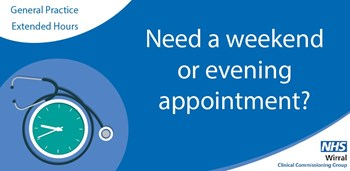 General Practice
Extended Hours
Need a weekend
or evening
appointment?
NHS
Wirral
Clinical Commissioning Group